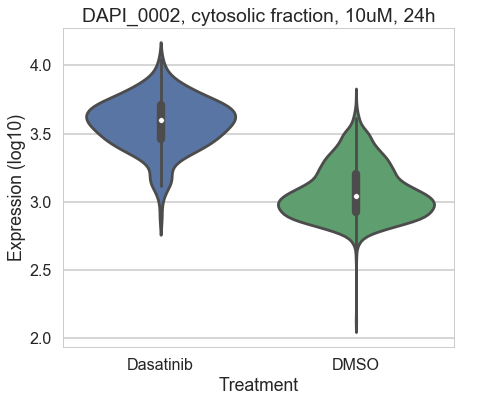 DAPI_0002, cytosolic fraction, 10uM, 24h
Expression (log10)
4.0
3.5
3.0
2.5
2.0
Dasatinib
DMSO
Treatment